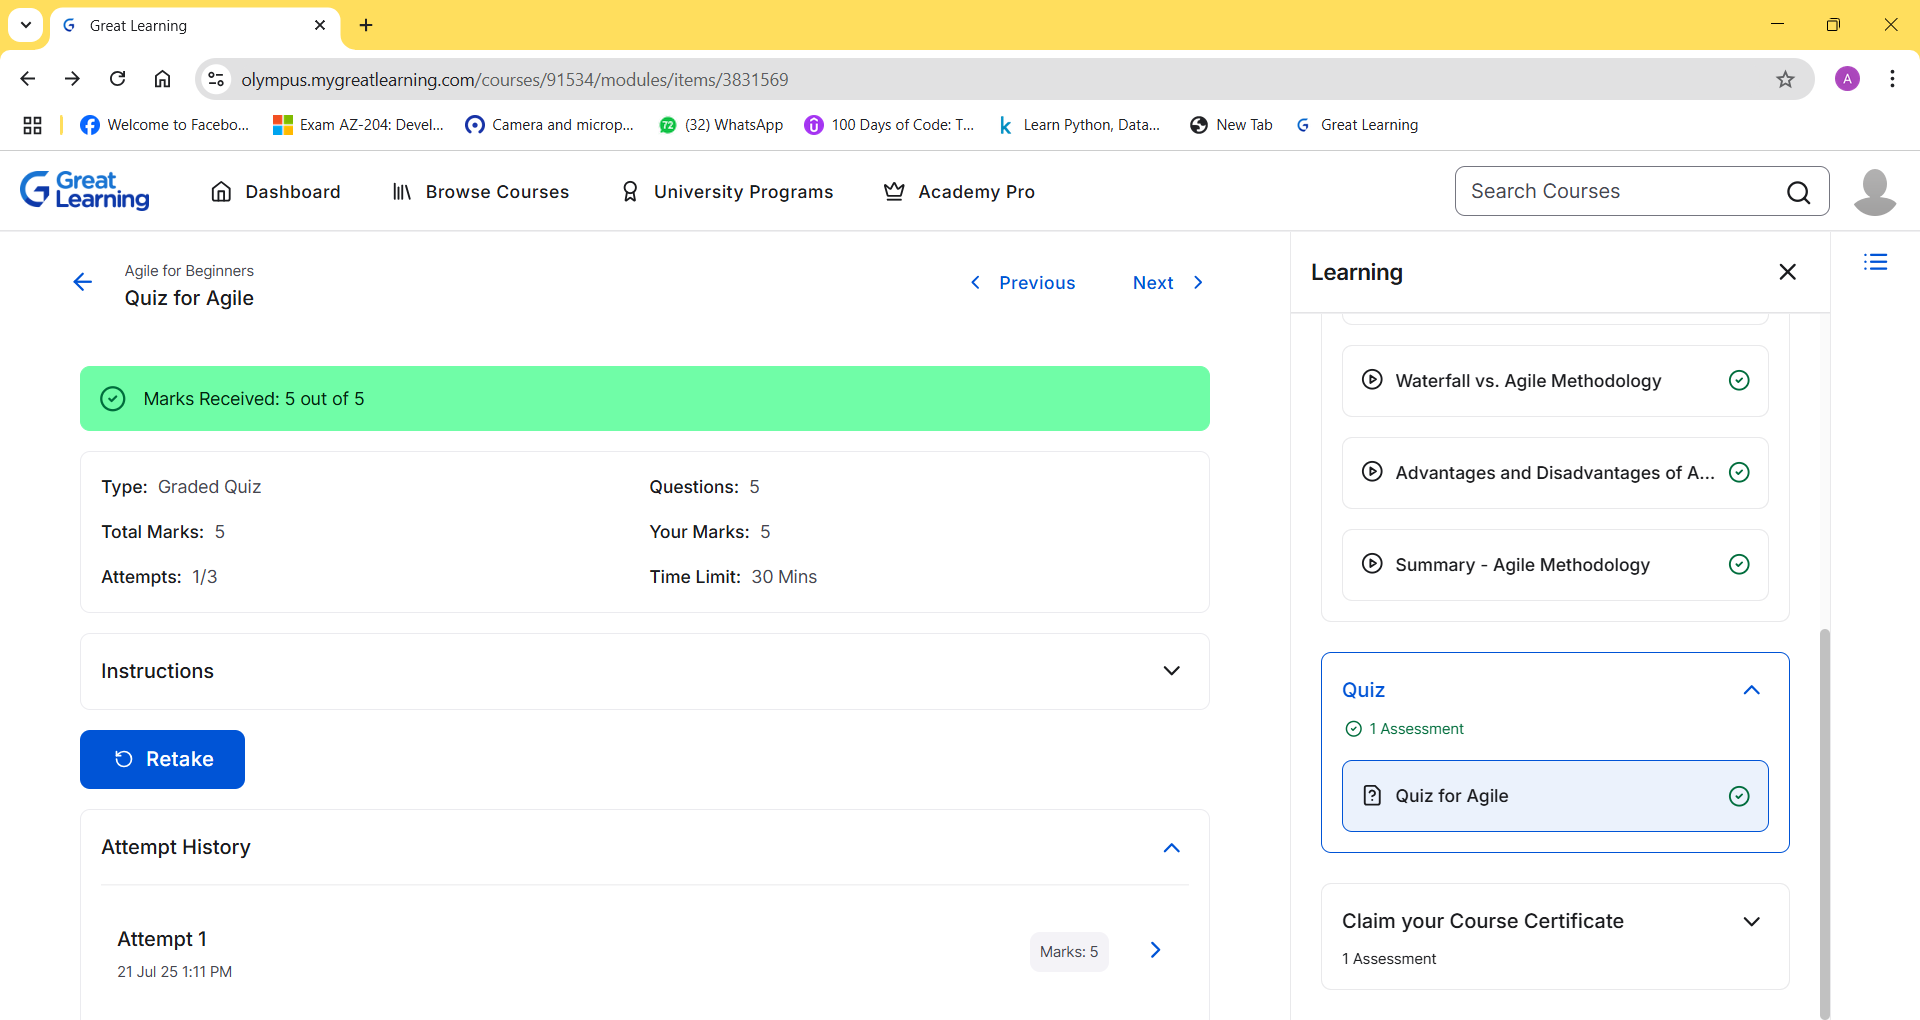 Great Learning
olympus.mygreatlearning.com/courses/91534/modules/items/3831569
A
Welcome to Facebo...
Exam AZ-204: Devel...
Camera and microp...
72
(32) WhatsApp
100 Days of Code: T...
Learn Python, Data...
New Tab
Great Learning
Great
Learning
Dashboard
Browse Courses
University Programs
Academy Pro
Search Courses
Agile for Beginners
Quiz for Agile
Previous
Next
Marks Received: 5 out of 5
Type: Graded Quiz
Questions: 5
Total Marks: 5
Your Marks: 5
Attempts: 1/3
Time Limit: 30 Mins
Instructions
Retake
Attempt History
Attempt 1
21 Jul 25 1:11 PM
Marks: 5
Learning
Waterfall vs. Agile Methodology
Advantages and Disadvantages of A...
Summary - Agile Methodology
Quiz
1 Assessment
Quiz for Agile
Claim your Course Certificate
1 Assessment